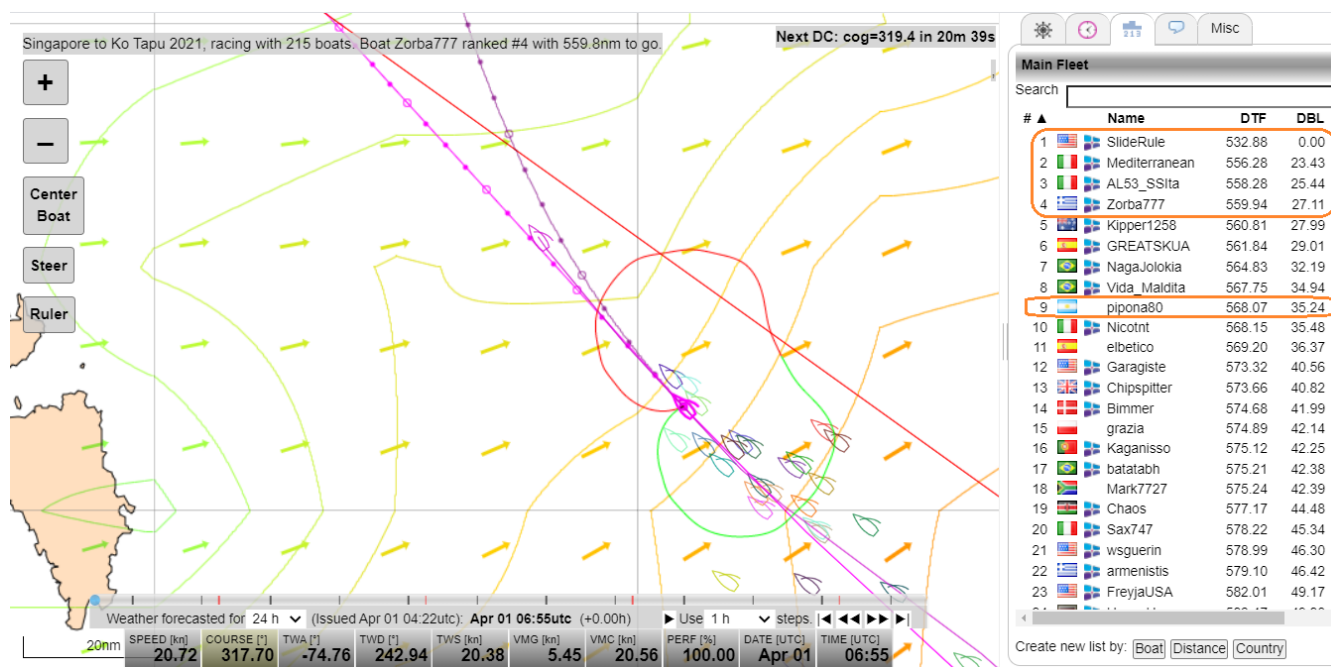 Singapore to Ko Tapu 2021, racing with 215 boats. Boat Zorba777 ranked #4 with 559.8nm to go.
Next DC: cog=319.4 in 20m 39s
+
–
Center
Boat
Steer
Ruler
213
Misc
Main Fleet
Search
# ▲ Name DTF DBL
1 SlideRule 532.88 0.00
2 Mediterranean 556.28 23.43
3 AL53_SSIta 558.28 25.44
4 Zorba777 559.94 27.11
5 Kipper1258 560.81 27.99
6 GREATSKUA 561.84 29.01
7 NagaJolokia 564.83 32.19
8 Vida_Maldita 567.75 34.94
9 pipona80 568.07 35.24
10 Nicotnt 568.15 35.48
11 elbetico 569.20 36.37
12 Garagiste 573.32 40.56
13 Chipspitter 573.66 40.82
14 Bimmer 574.68 41.99
15 grazia 574.89 42.14
16 Kaganisso 575.12 42.25
17 batatabh 575.21 42.38
18 Mark7727 575.24 42.39
19 Chaos 577.17 44.48
20 Sax747 578.22 45.34
21 wsguerin 578.99 46.30
22 armenistis 579.10 46.42
23 FreyjaUSA 582.01 49.17
Create new list by: Boat Distance Country
Weather forecasted for 24 h (Issued Apr 01 04:22utc): Apr 01 06:55utc (+0.00h) Use 1 h steps.
20nm
SPEED [kn] COURSE [°] TWA [°] TWD [°] TWS [kn] VMG [kn] VMC [kn] PERF [%] DATE [UTC] TIME [UTC]
20.72 317.70 -74.76 242.94 20.38 5.45 20.56 100.00 Apr 01 06:55